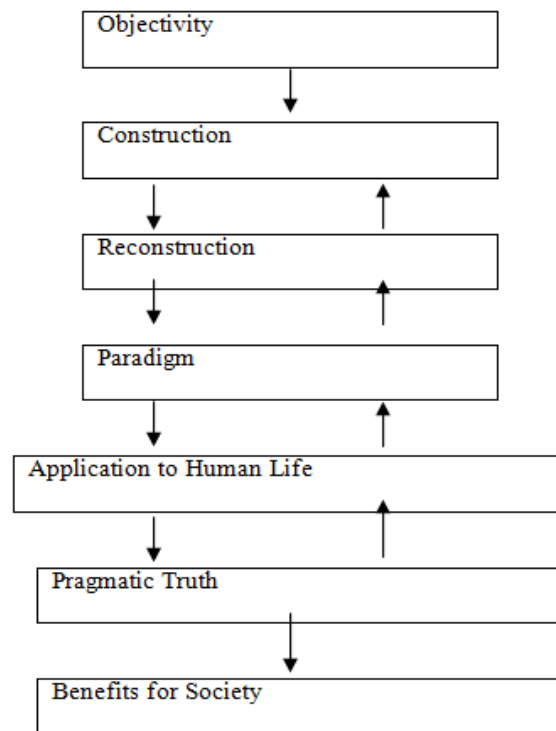 Objectivity
Construction
Reconstruction
Paradigm
Application to Human Life
Pragmatic Truth
Benefits for Society